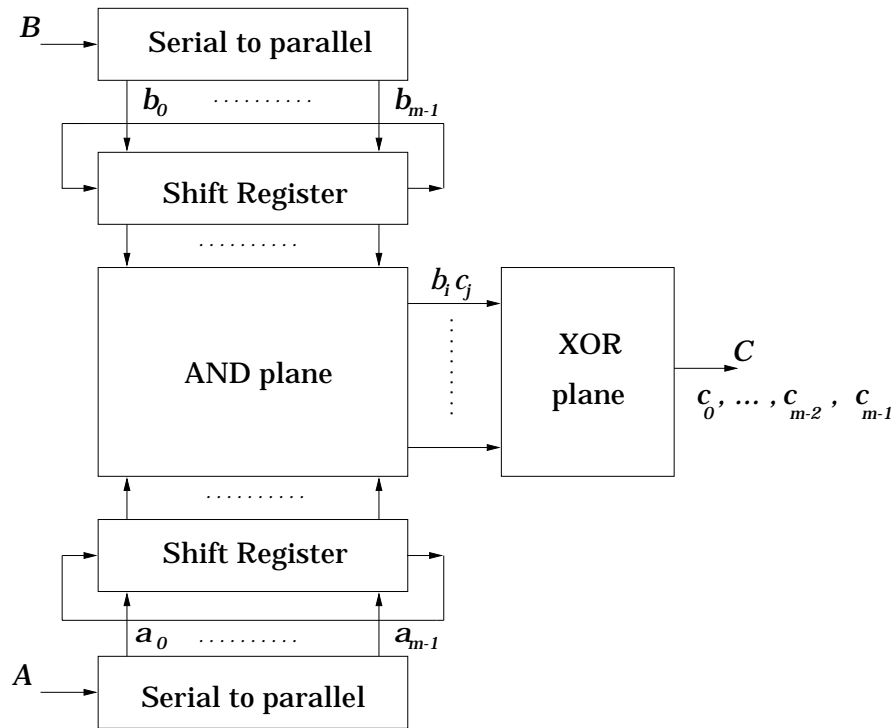 B
Serial to parallel
b0 .......... bm-1
Shift Register
..........
AND plane
bi cj
XOR
plane
C
c0, ... , cm-2 , cm-1
..........
Shift Register
a0 .......... am-1
A
Serial to parallel